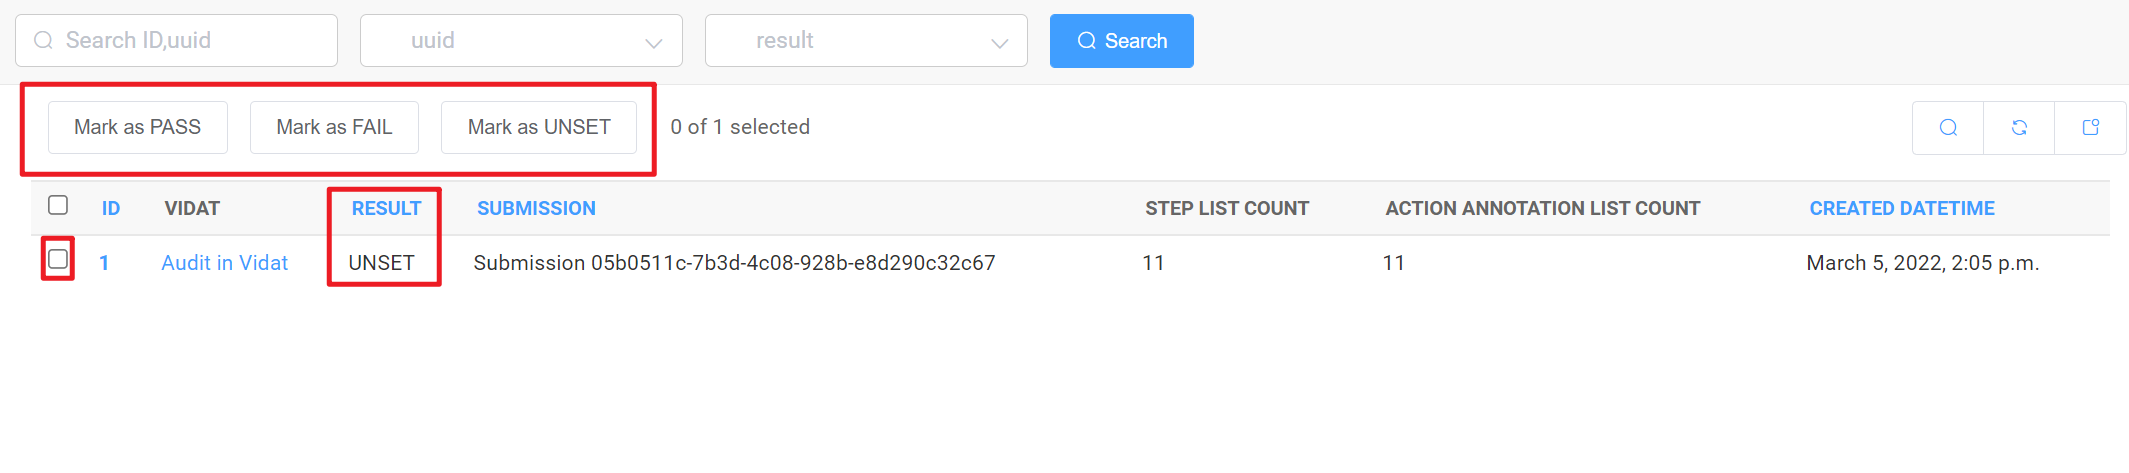 Search ID,uuid uuid result Search
Mark as PASS Mark as FAIL Mark as UNSET 0 of 1 selected
ID VIDAT RESULT SUBMISSION STEP LIST COUNT ACTION ANNOTATION LIST COUNT CREATED DATETIME
1 Audit in Vidat UNSET Submission 05b0511c-7b3d-4c08-928b-e8d290c32c67 11 11 March 5, 2022, 2:05 p.m.